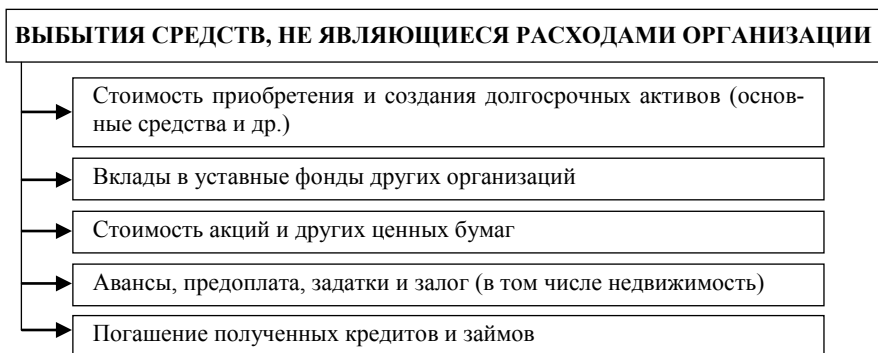 ВЫБЫТИЯ СРЕДСТВ, НЕ ЯВЛЯЮЩИЕСЯ РАСХОДАМИ ОРГАНИЗАЦИИ
Стоимость приобретения и создания долгосрочных активов (основ-
ные средства и др.)
Вклады в уставные фонды других организаций
Стоимость акций и других ценных бумаг
Авансы, предоплата, задатки и залог (в том числе недвижимость)
Погашение полученных кредитов и займов